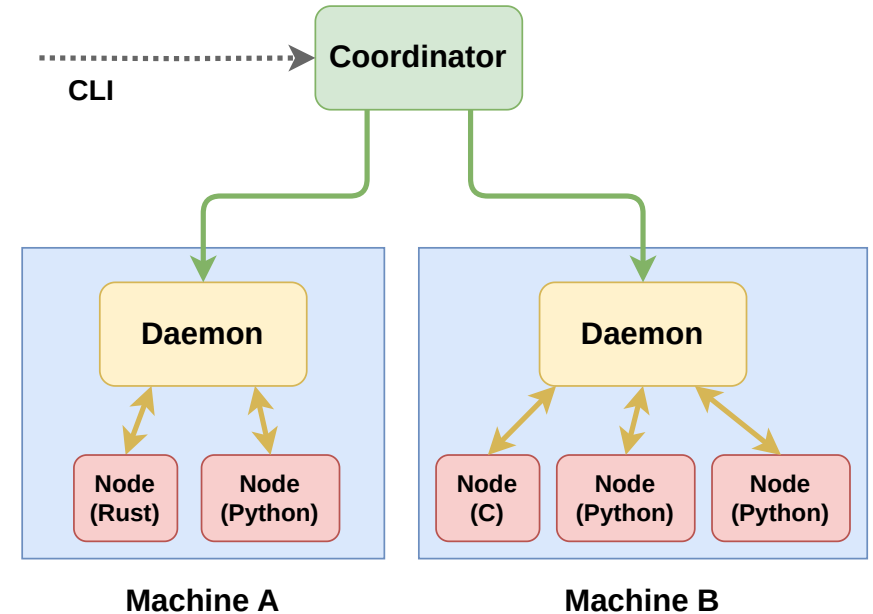 Coordinator
CLI
Daemon
Daemon
Node
(Rust)
Node
(Python)
Node
(C)
Node
(Python)
Node
(Python)
Machine A
Machine B